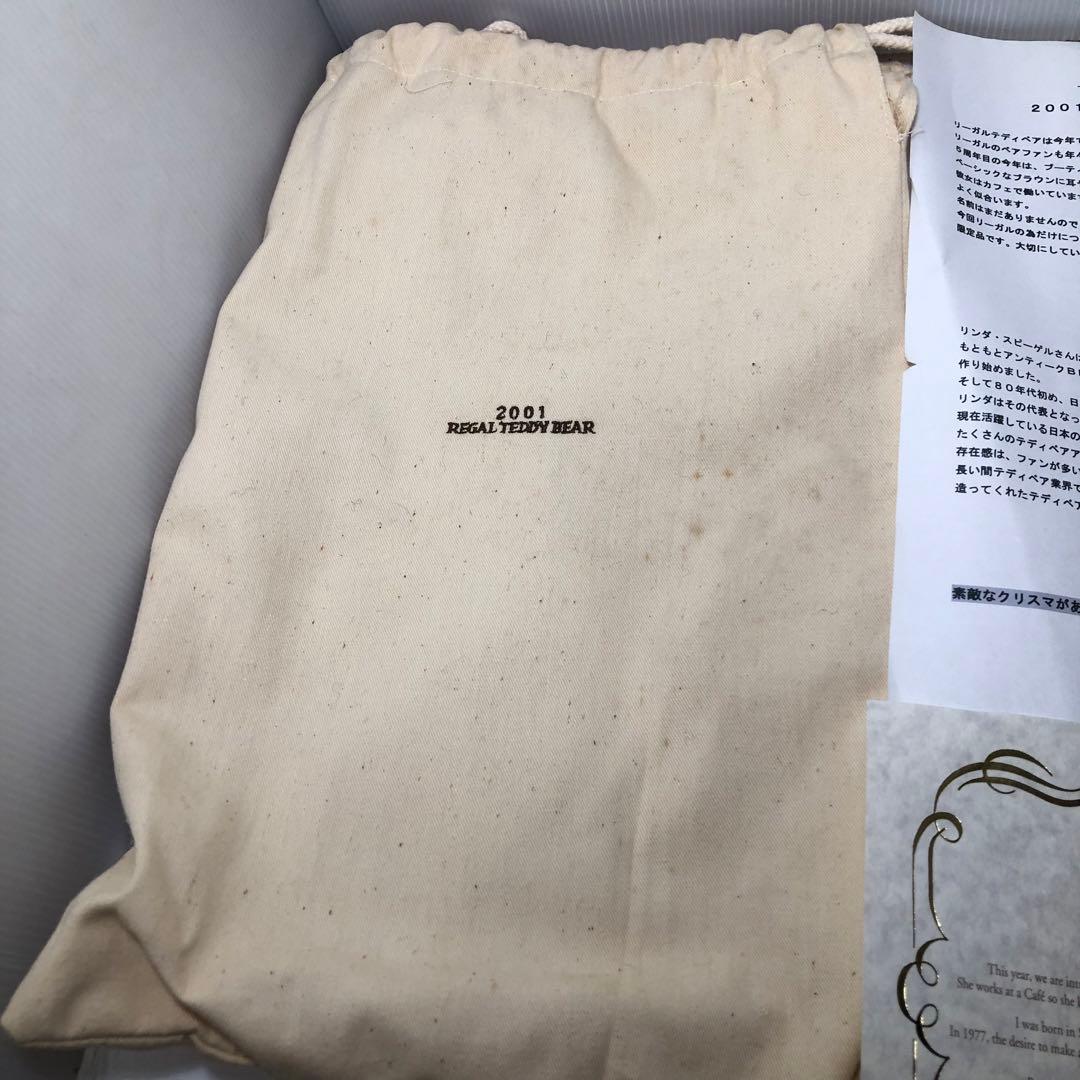 2001
REGAL TEDDY BEAR
2001
リーガルテディベアは今年で
リーガルのベアファンも年々
5周年目の今年は、ブーティ
ベーシックなブラウンに耳や
彼女はカフェで働いています
よく似合います。
名前はまだありませんので
今回リーガルの為だけにつ
限定品です。大切にしてい
リンダ・スピーゲルさんは
もともとアンティークB
作り始めました。
そして80年代初め、日
リンダはその代表となっ
現在活躍している日本の
たくさんのテディベアア
存在感は、ファンが多い
長い間テディベア業界で
造ってくれたテディベア
素敵なクリスマがあ
This year, we are int
She works at a Café so she k
I was born in
In 1977, the desire to make